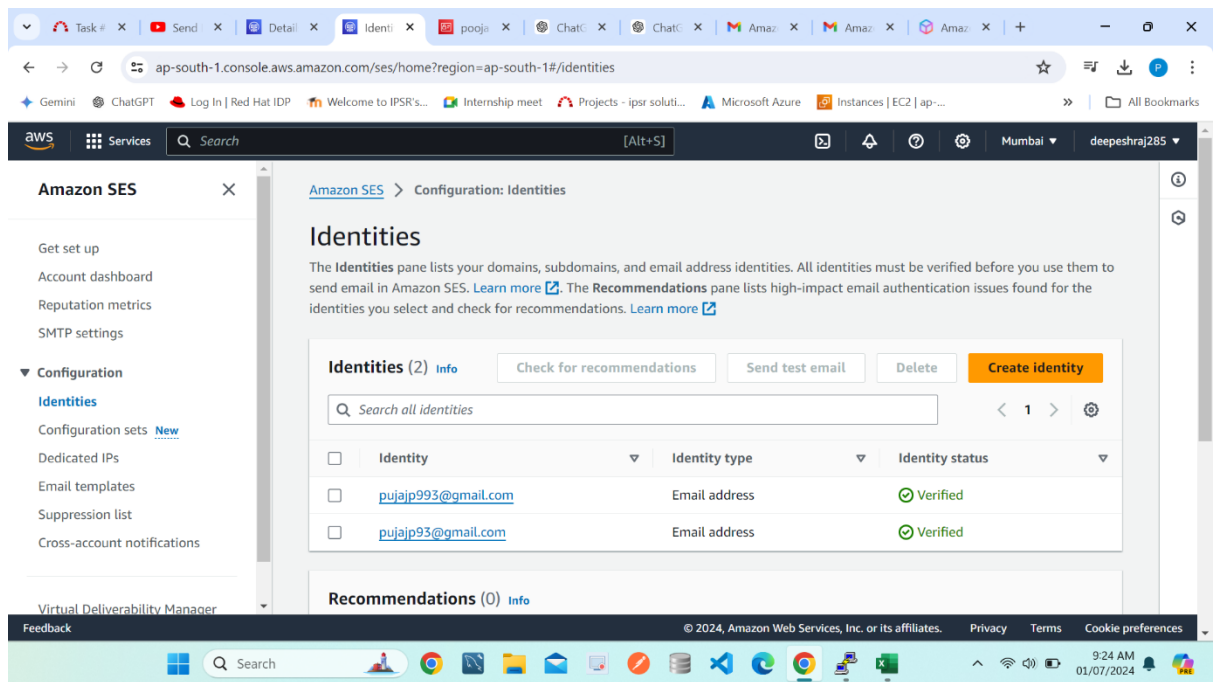 Task #
Send
Detail
Identi
pooja
ChatG
ChatG
Amaz
Amaz
Amaz
ap-south-1.console.aws.amazon.com/ses/home?region=ap-south-1#/identities
P
Gemini
ChatGPT
Log In | Red Hat IDP
Welcome to IPSR's...
Internship meet
Projects - ipsr soluti...
Microsoft Azure
Instances | EC2 | ap-...
»
All Bookmarks
aws
Services
Search
[Alt+S]
Mumbai
deepeshraj285
Amazon SES
Get set up
Account dashboard
Reputation metrics
SMTP settings
Configuration
Identities
Configuration sets New
Dedicated IPs
Email templates
Suppression list
Cross-account notifications
Virtual Deliverability Manager
Amazon SES > Configuration: Identities
Identities
The Identities pane lists your domains, subdomains, and email address identities. All identities must be verified before you use them to
send email in Amazon SES. Learn more. The Recommendations pane lists high-impact email authentication issues found for the
identities you select and check for recommendations. Learn more
Identities (2) Info
Check for recommendations
Send test email
Delete
Create identity
Search all identities
1
Identity
Identity type
Identity status
pujajp993@gmail.com
Email address
Verified
pujajp93@gmail.com
Email address
Verified
Recommendations (0) Info
Feedback
© 2024, Amazon Web Services, Inc. or its affiliates.
Privacy
Terms
Cookie preferences
Search
9:24 AM
01/07/2024
PRE